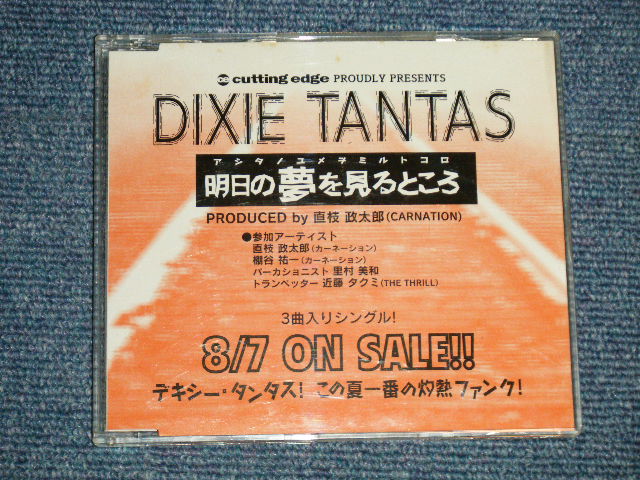 cutting edge PROUDLY PRESENTS
DIXIE TANTAS
アシタノユメヲミルトコロ
明日の夢を見るところ
PRODUCED by 直枝 政太郎(CARNATION)
●参加アーティスト
直枝 政太郎(カーネーション)
棚谷 祐一(カーネーション)
パーカショニスト 里村 美和
トランペッター 近藤 タクミ(THE THRILL)
3曲入りシングル!
8/7 ON SALE!!
デキシー・タンタス! この夏一番の灼熱ファンク!